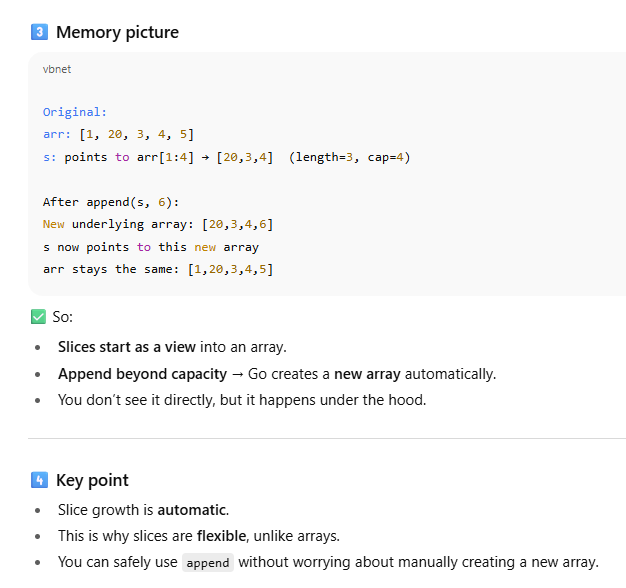 3 Memory picture
vbnet
Original:
arr: [1, 20, 3, 4, 5]
s: points to arr[1:4] → [20,3,4]  (length=3, cap=4)
After append(s, 6):
New underlying array: [20,3,4,6]
s now points to this new array
arr stays the same: [1,20,3,4,5]
✅ So:
• Slices start as a view into an array.
• Append beyond capacity → Go creates a new array automatically.
• You don’t see it directly, but it happens under the hood.
4 Key point
• Slice growth is automatic.
• This is why slices are flexible, unlike arrays.
• You can safely use append without worrying about manually creating a new array.